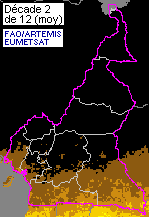 Décade 2
de 12 (moy)
FAO/ARTEMIS
EUMETSAT